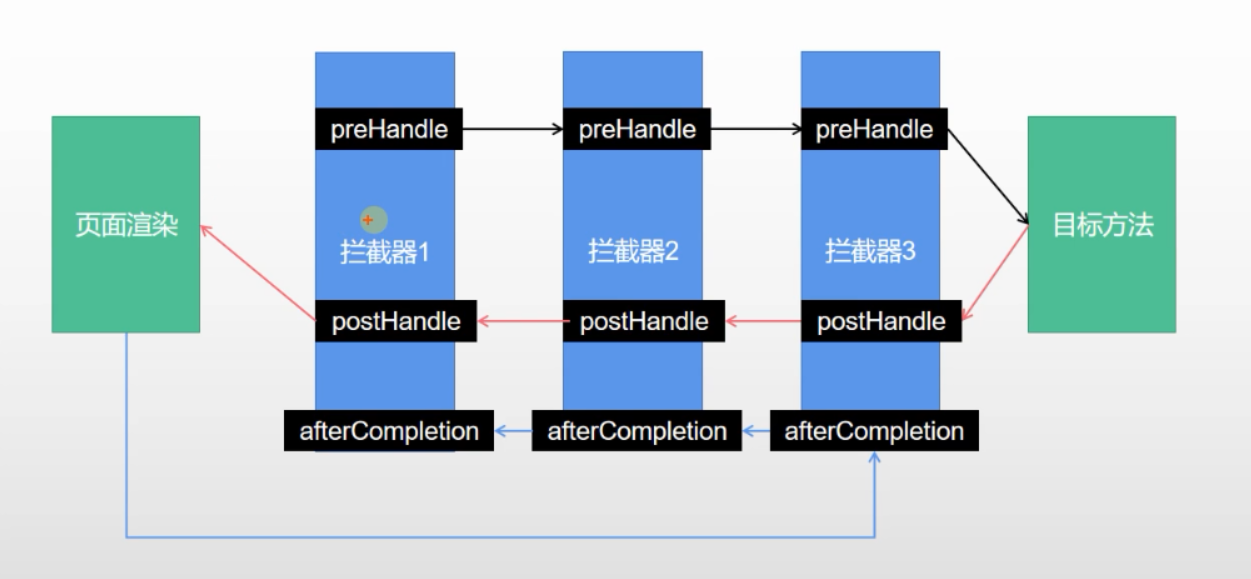 preHandle
preHandle
preHandle
页面渲染
拦截器1
拦截器2
拦截器3
目标方法
postHandle
postHandle
postHandle
afterCompletion
afterCompletion
afterCompletion